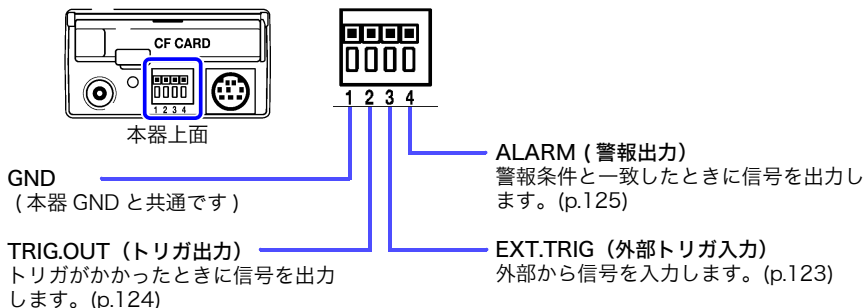 CF CARD
1 2 3 4
本器上面
1 2 3 4
GND
( 本器 GND と共通です )
TRIG.OUT（トリガ出力）
トリガがかかったときに信号を出力
します。(p.124)
ALARM ( 警報出力）
警報条件と一致したときに信号を出力し
ます。(p.125)
EXT.TRIG（外部トリガ入力）
外部から信号を入力します。(p.123)